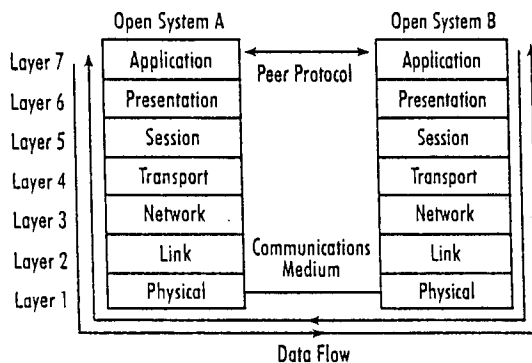 Open System A Open System B
Layer 7 Application Application
Peer Protocol
Layer 6 Presentation Presentation
Layer 5 Session Session
Layer 4 Transport Transport
Layer 3 Network Network
Communications
Medium
Layer 2 Link Link
Layer 1 Physical Physical
Data Flow